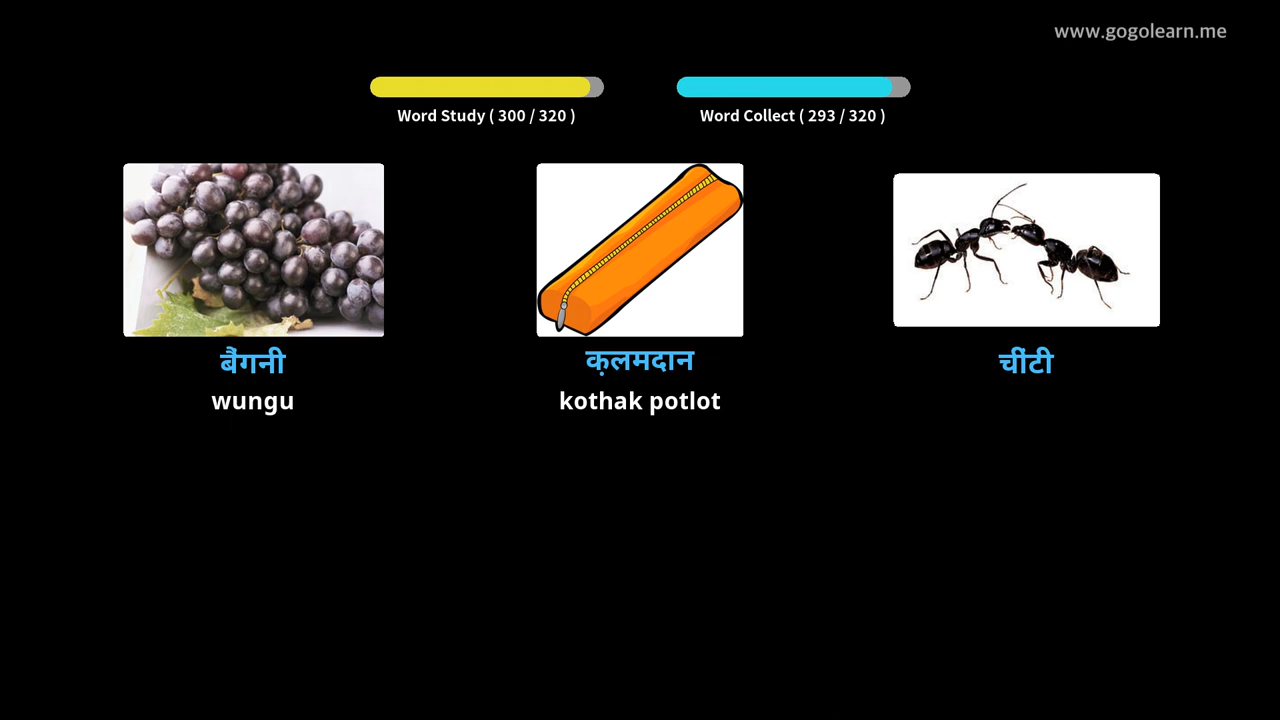 www.gogolearn.me
Word Study ( 300 / 320 )
Word Collect ( 293 / 320 )
बैंगनी
क़लमदान
चींटी
wungu
kothak potlot